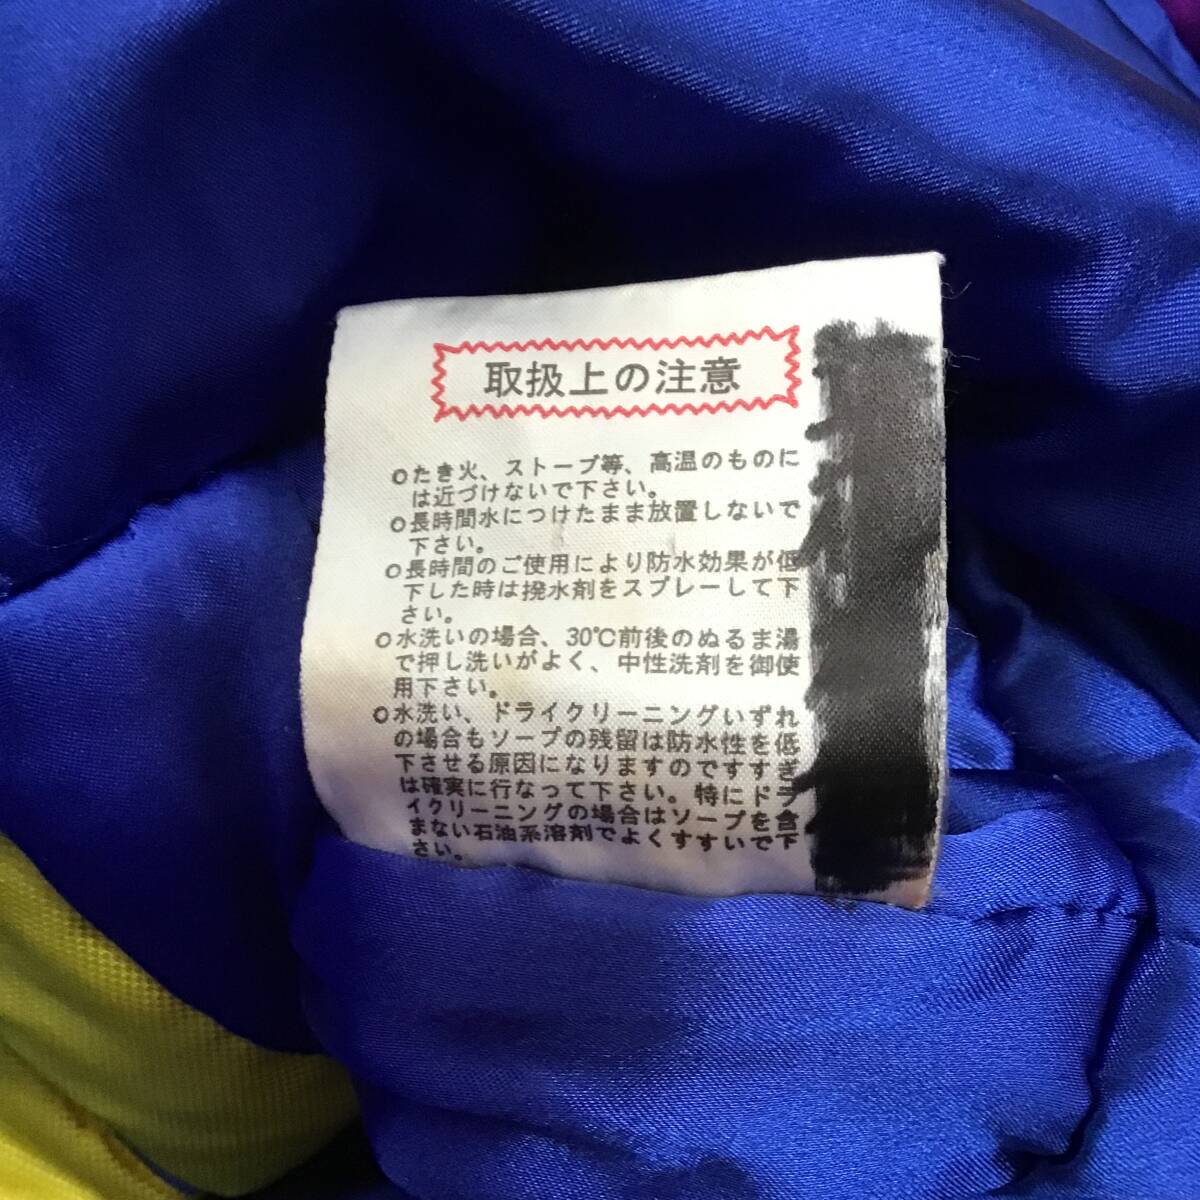 取扱上の注意
○たき火、ストーブ等、高温のものに
は近づけないで下さい。
○長時間水につけたまま放置しないで
下さい。
○長時間のご使用により防水効果が低
下した時は撥水剤をスプレーして下
さい。
○水洗いの場合、30℃前後のぬるま湯
で押し洗いがよく、中性洗剤を御使
用下さい。
○水洗い、ドライクリーニングいずれ
の場合もソープの残留は防水性を低
下させる原因になりますのですすぎ
は確実に行なって下さい。特にドラ
イクリーニングの場合はソープを含
まない石油系溶剤でよくすすいで下
さい。